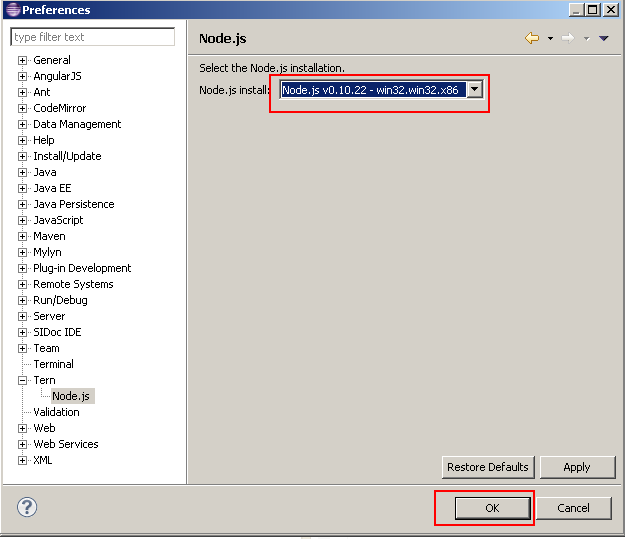 Preferences
type filter text
General
AngularJS
Ant
CodeMirror
Data Management
Help
Install/Update
Java
Java EE
Java Persistence
JavaScript
Maven
Mylyn
Plug-in Development
Remote Systems
Run/Debug
Server
SIDoc IDE
Team
Terminal
Tern
Node.js
Validation
Web
Web Services
XML
Node.js
Select the Node.js installation.
Node.js install: Node.js v0.10.22 - win32.win32.x86
Restore Defaults Apply
? OK Cancel